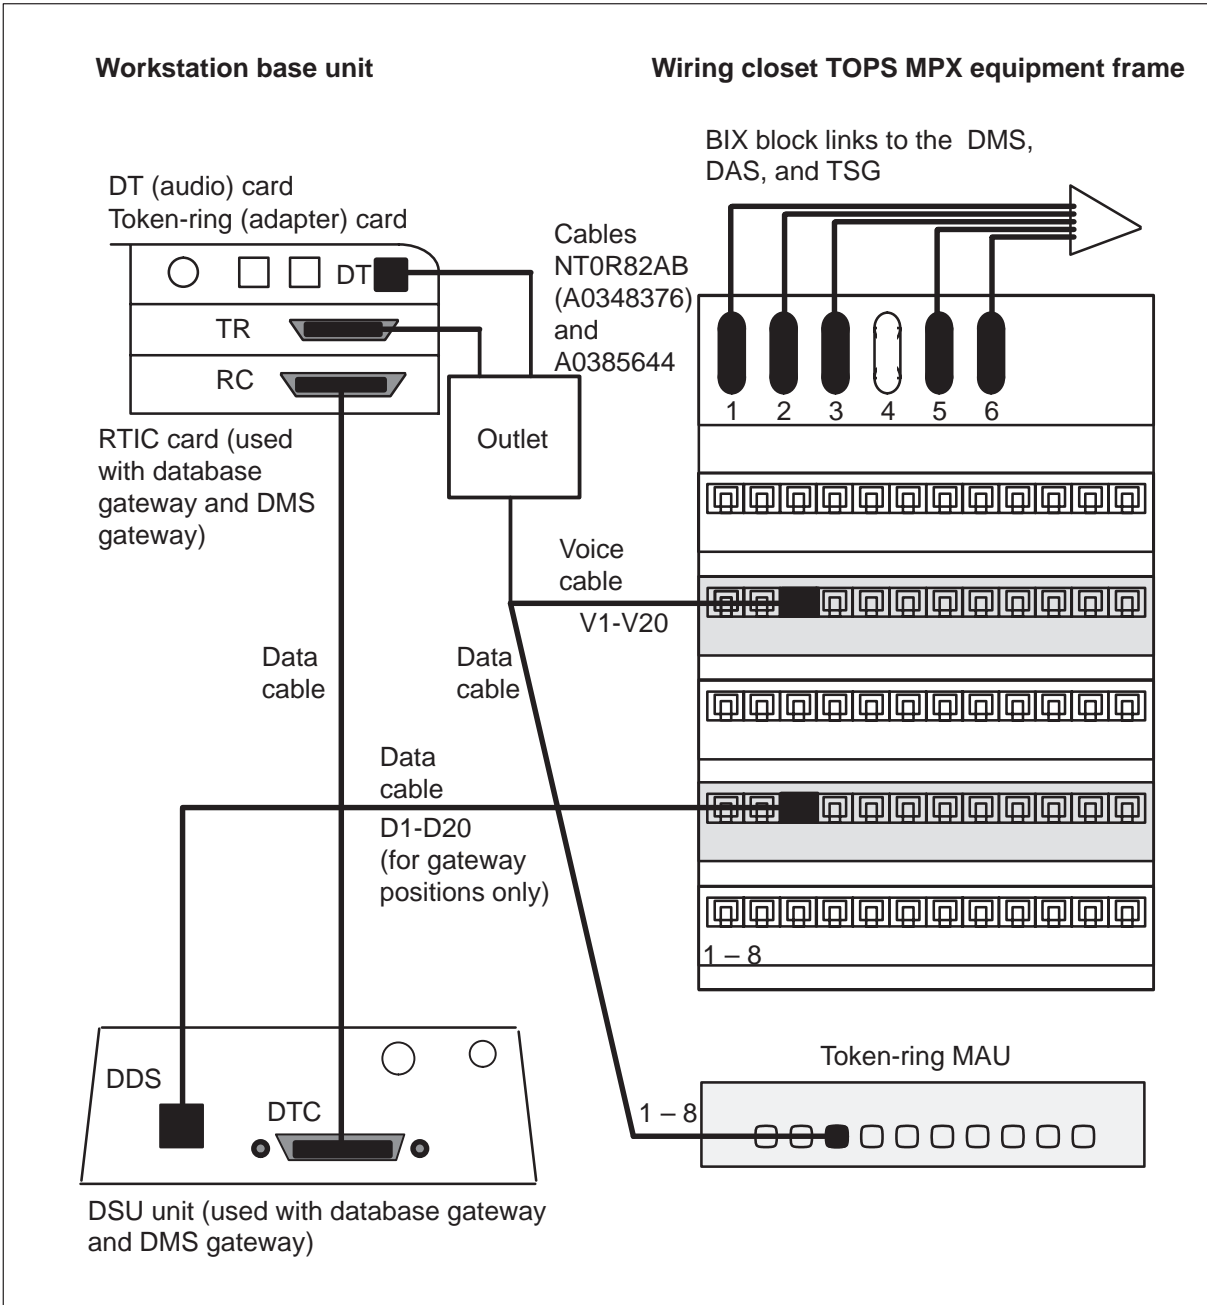 Workstation base unit
Wiring closet TOPS MPX equipment frame
BIX block links to the DMS,
DAS, and TSG
DT (audio) card
Token-ring (adapter) card
Cables
NT0R82AB
(A0348376)
and
A0385644
DT
TR
RC
1 2 3 4 5 6
RTIC card (used
with database
gateway and DMS
gateway)
Outlet
Voice
cable
V1-V20
Data
cable
Data
cable
Data
cable
D1-D20
(for gateway
positions only)
1 – 8
Token-ring MAU
1 – 8
DDS
DTC
DSU unit (used with database gateway
and DMS gateway)